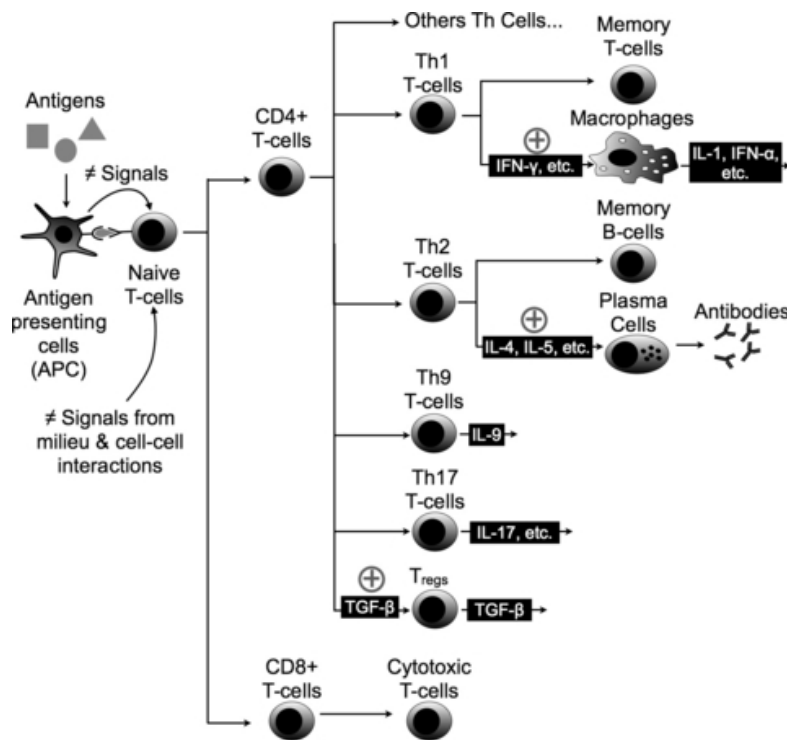 Antigens
≠ Signals
Antigen
presenting
cells
(APC)
Naive
T-cells
≠ Signals from
milieu & cell-cell
interactions
CD4+
T-cells
Others Th Cells...
Th1
T-cells
Memory
T-cells
IFN-γ, etc.
Macrophages
IL-1, IFN-α,
etc.
Th2
T-cells
Memory
B-cells
IL-4, IL-5, etc.
Plasma
Cells
Antibodies
Th9
T-cells
IL-9
Th17
T-cells
IL-17, etc.
TGF-β
Tregs
TGF-β
CD8+
T-cells
Cytotoxic
T-cells